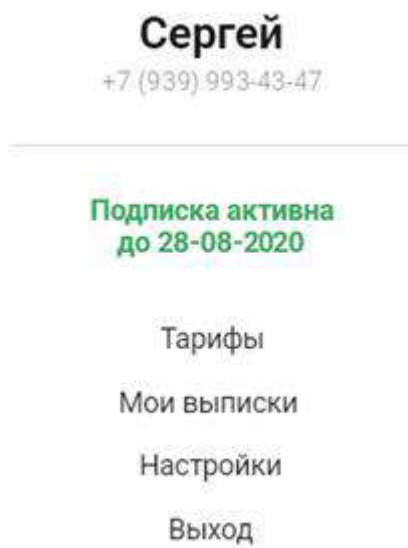 Сергей
+7 (939) 993-43-47
Подписка активна
до 28-08-2020
Тарифы
Мои выписки
Настройки
Выход